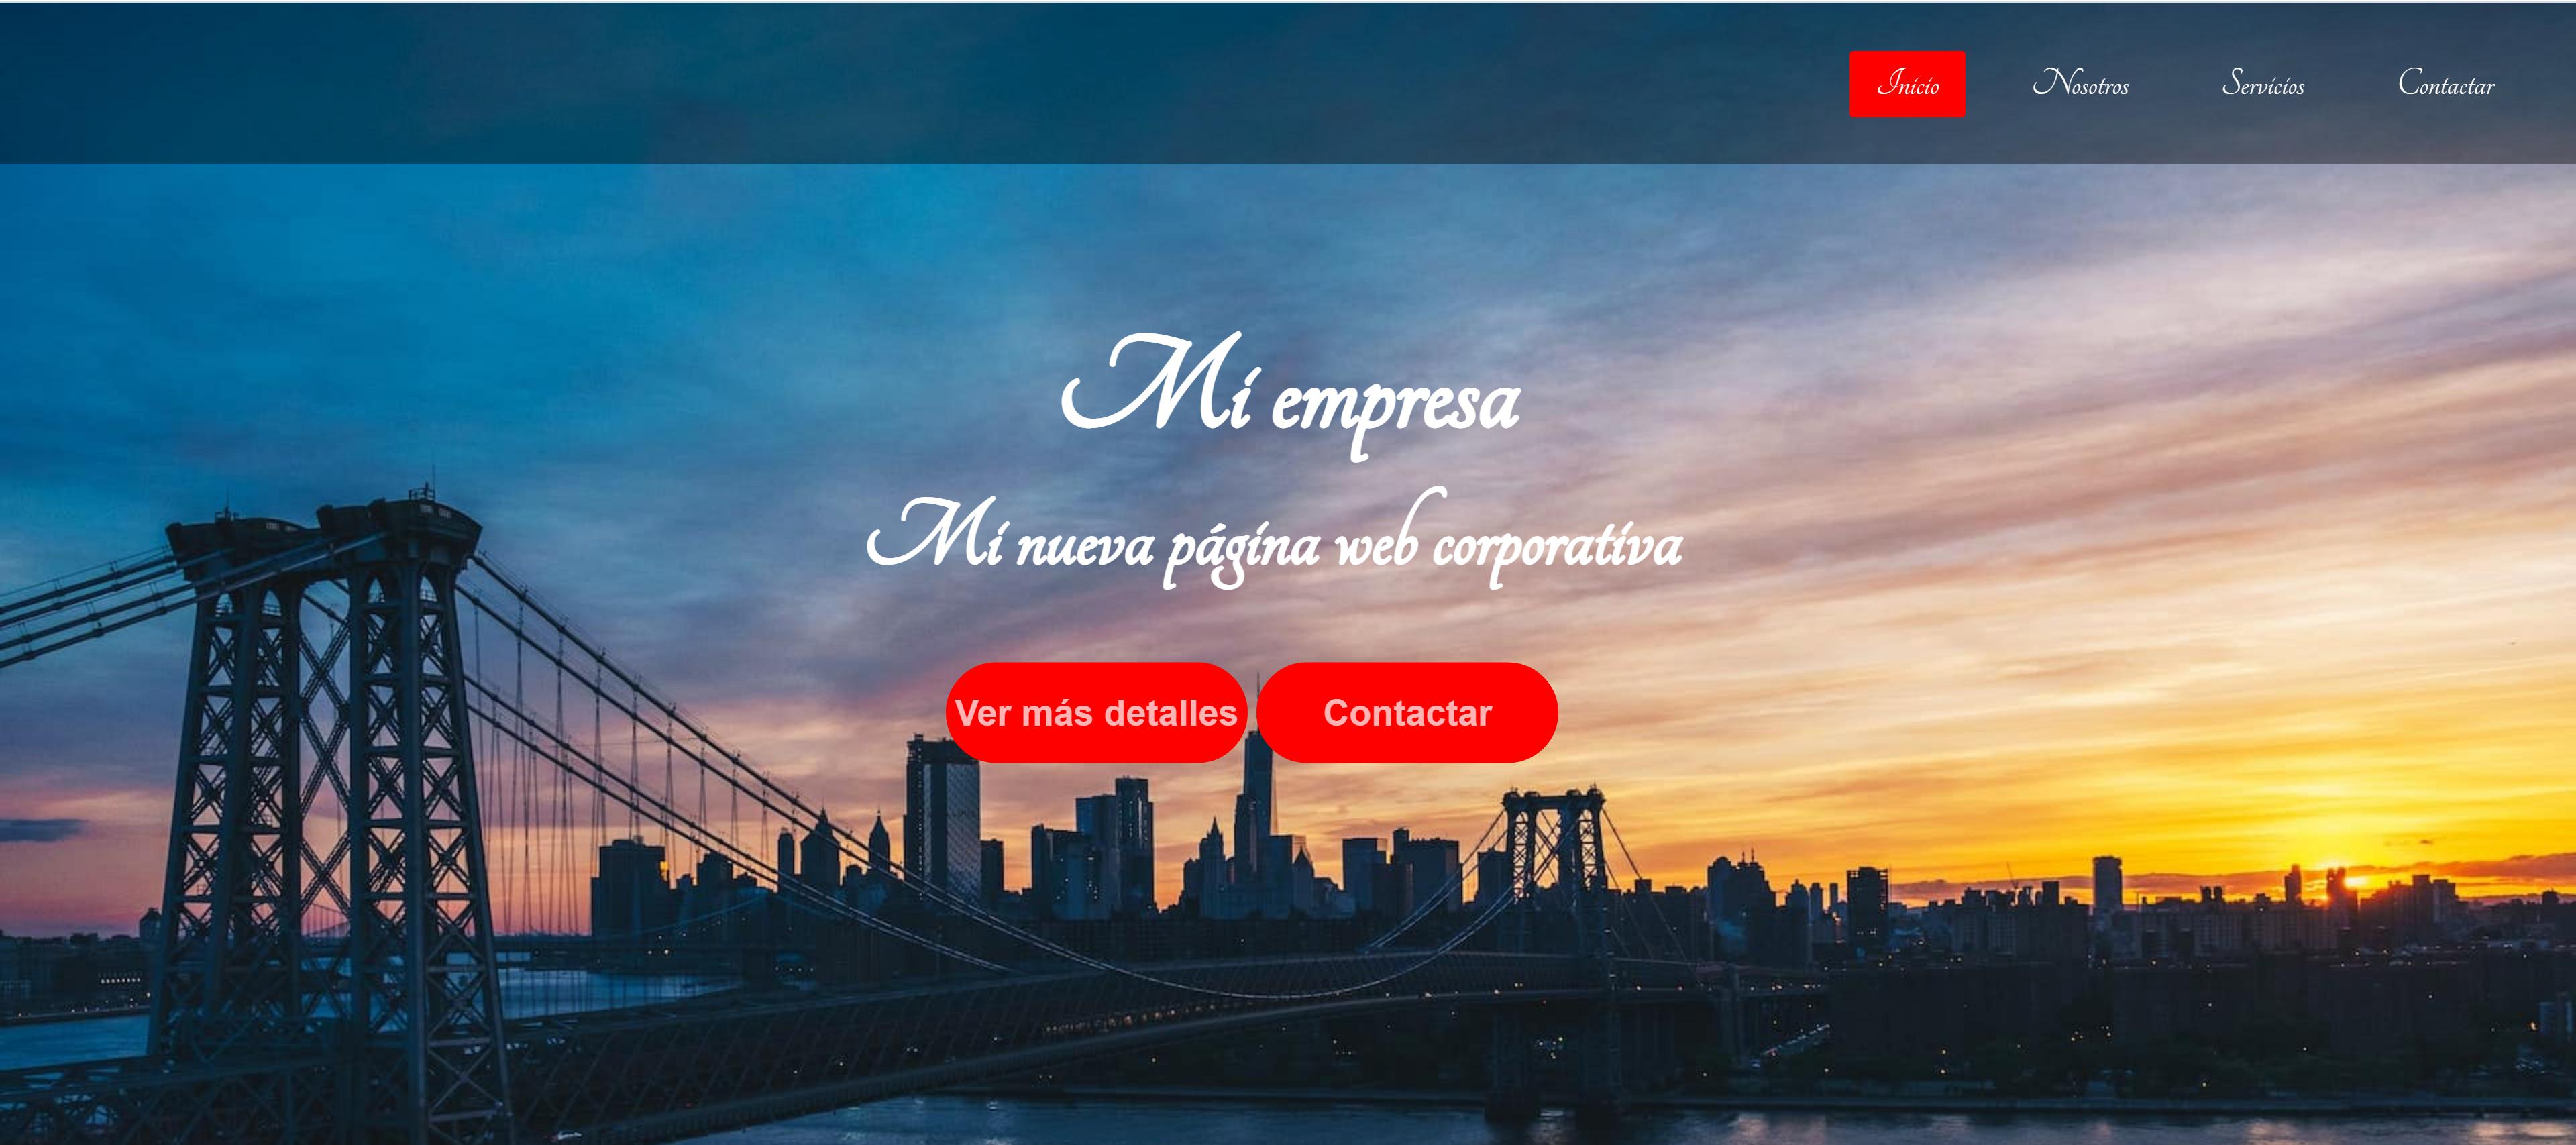 Inicio Nosotros Servicios Contactar
Mi empresa
Mi nueva página web corporativa
Ver más detalles Contactar